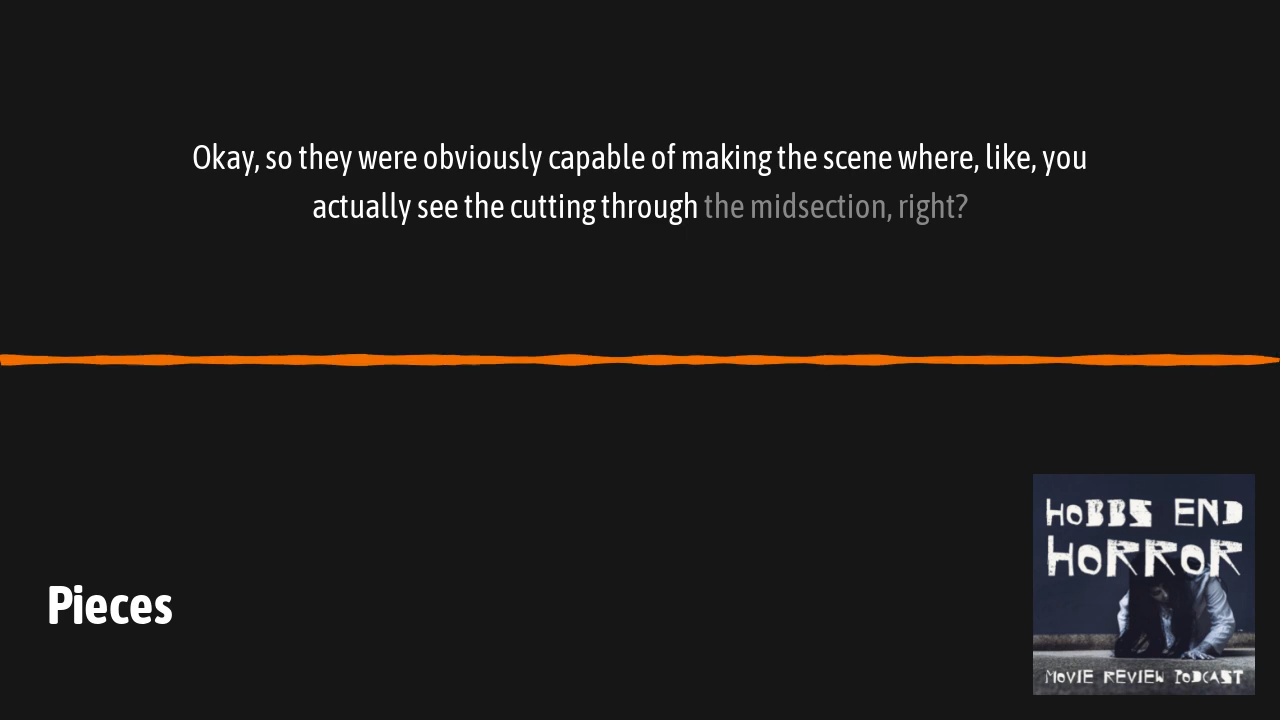 Okay, so they were obviously capable of making the scene where, like, you
actually see the cutting through the midsection, right?
HOBBS END
HORROR
Pieces
MOVIE REVIEW PODCAST